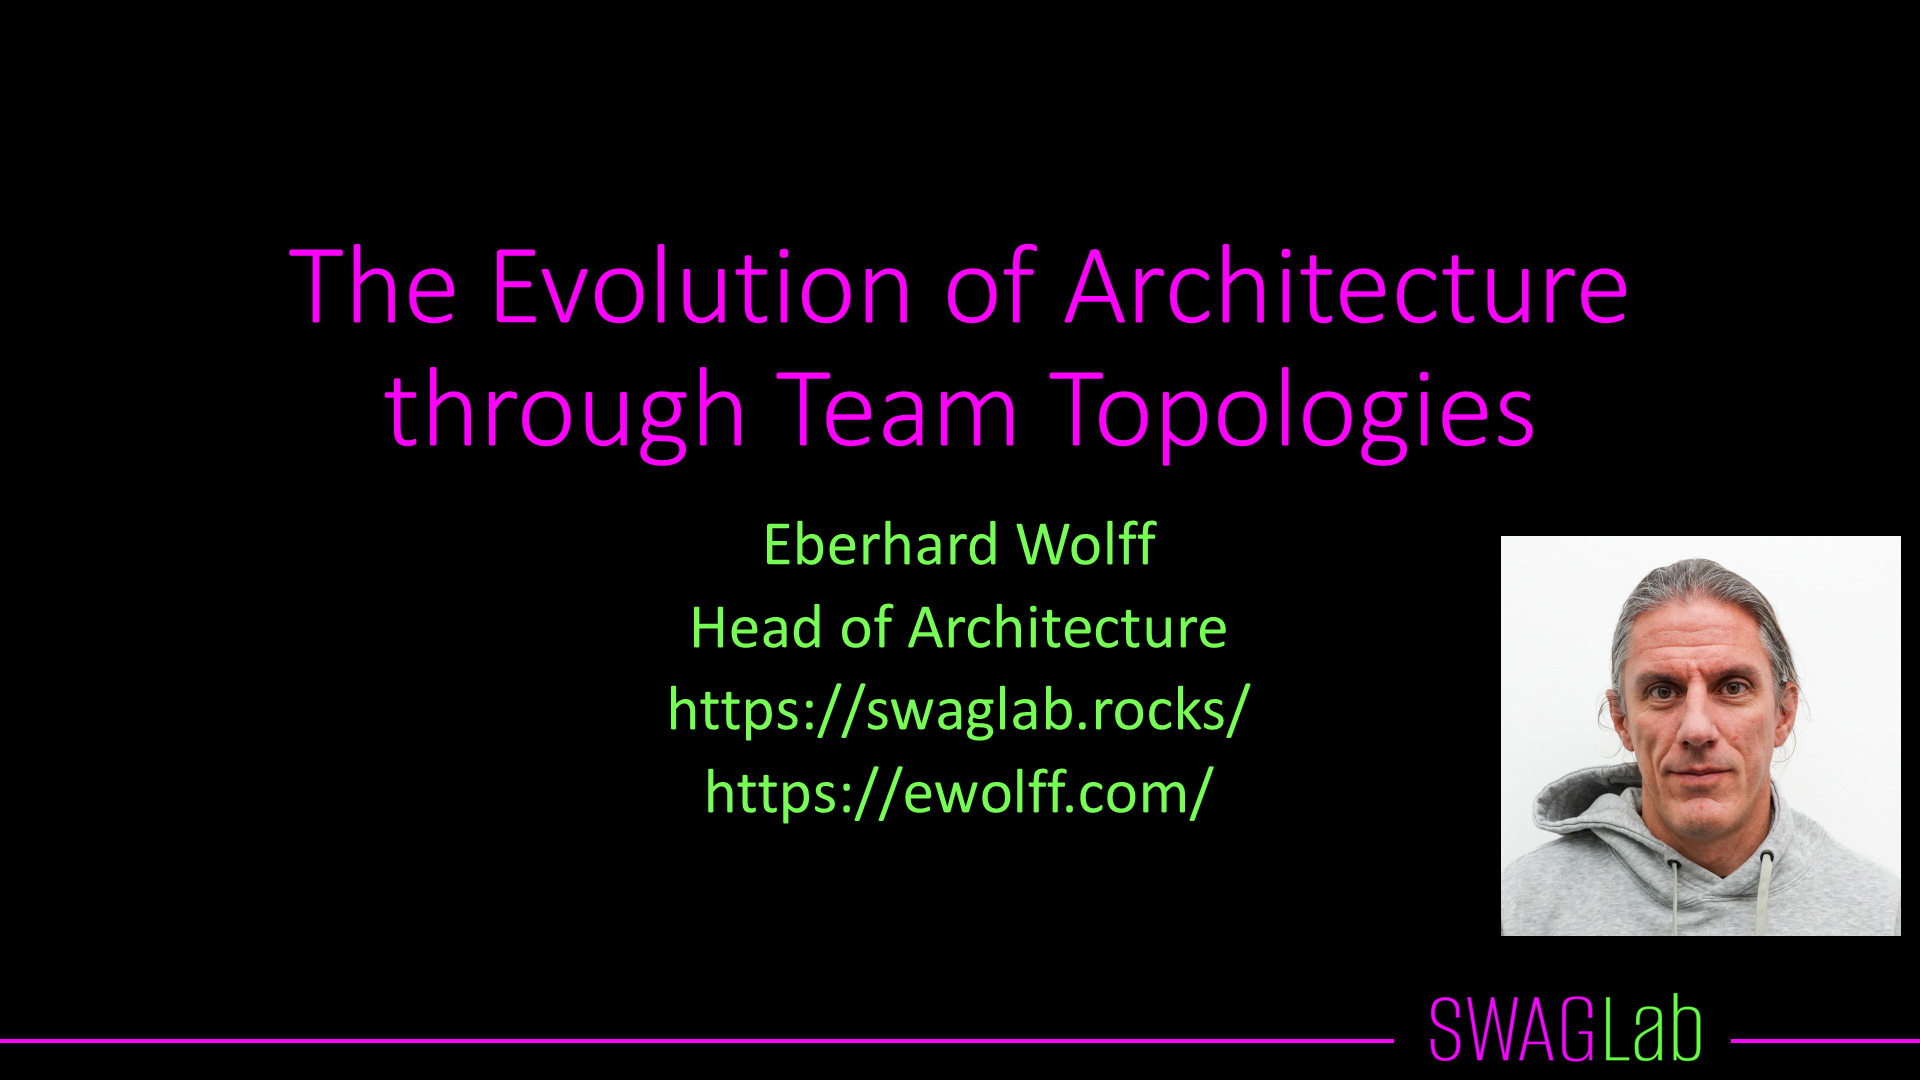 The Evolution of Architecture
through Team Topologies
Eberhard Wolff
Head of Architecture
https://swaglab.rocks/
https://ewolff.com/
SWAGLab